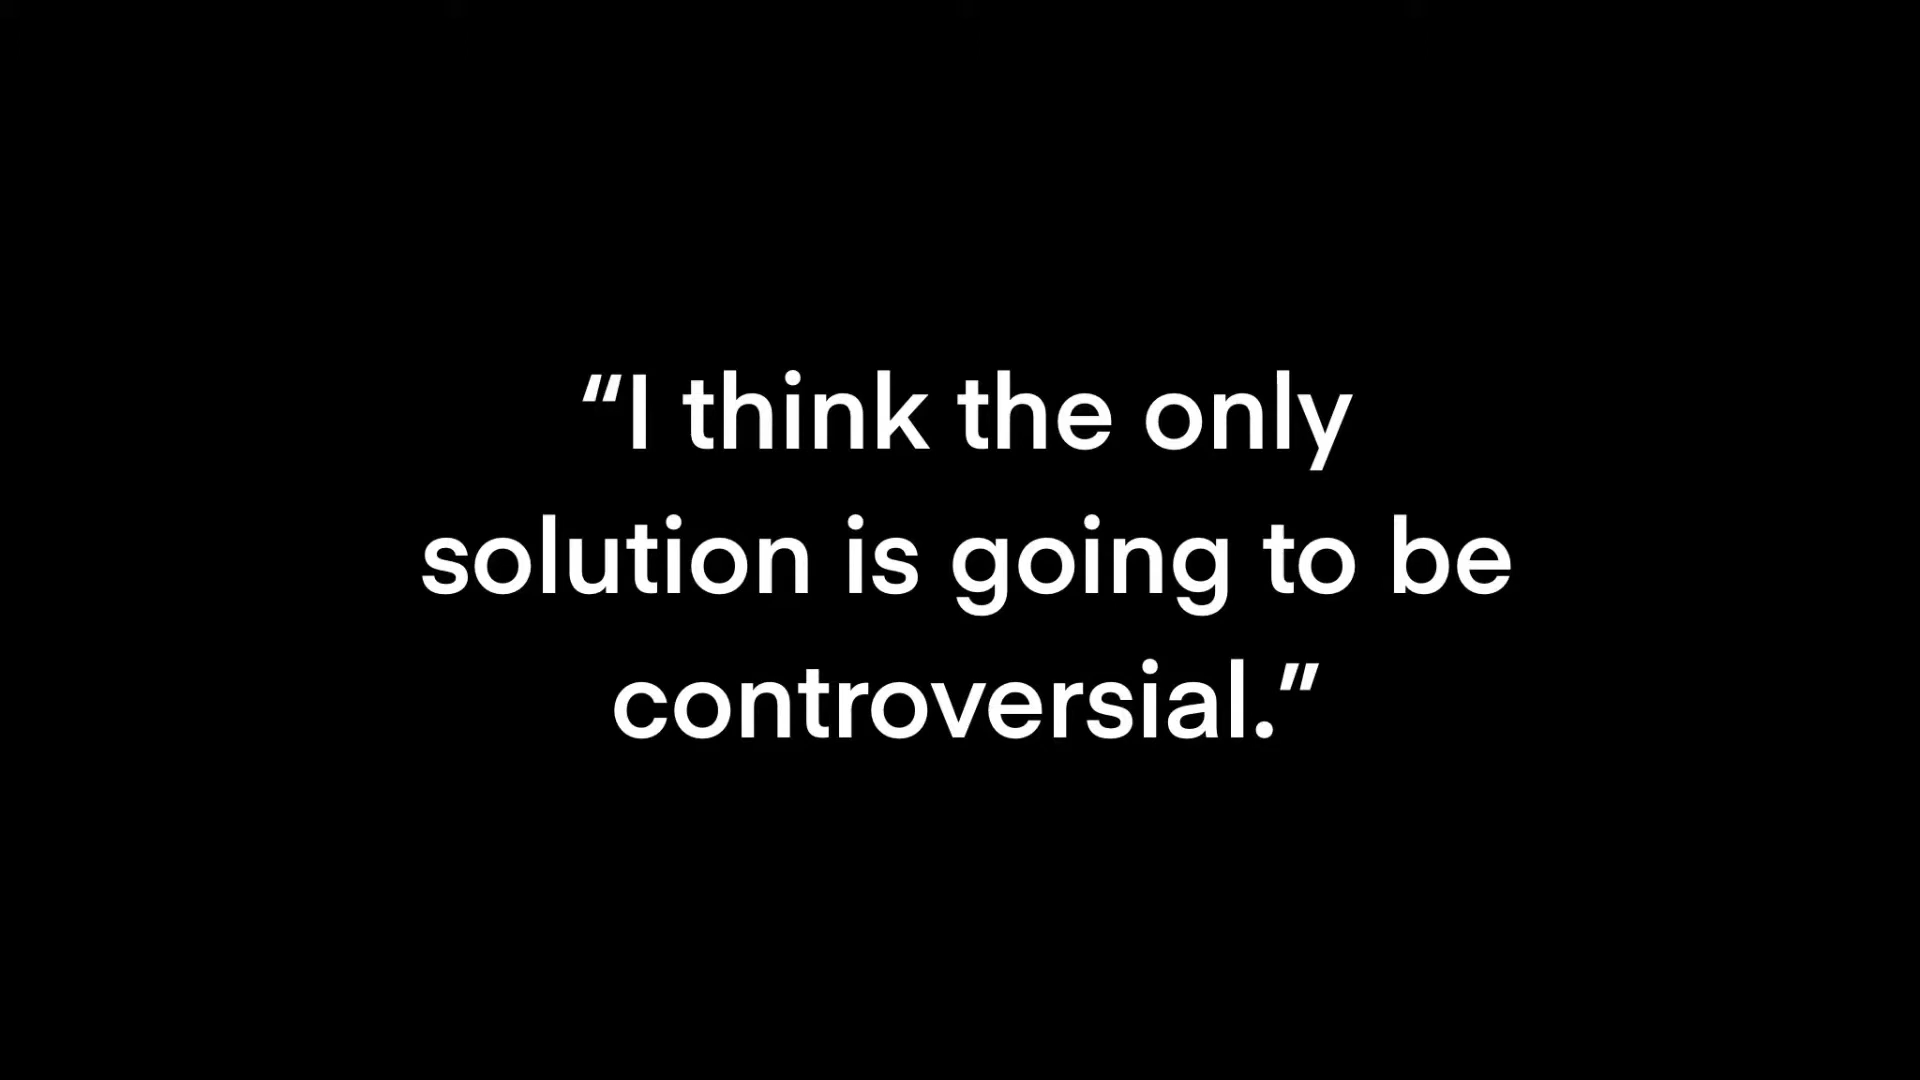 “I think the only
solution is going to be
controversial.”